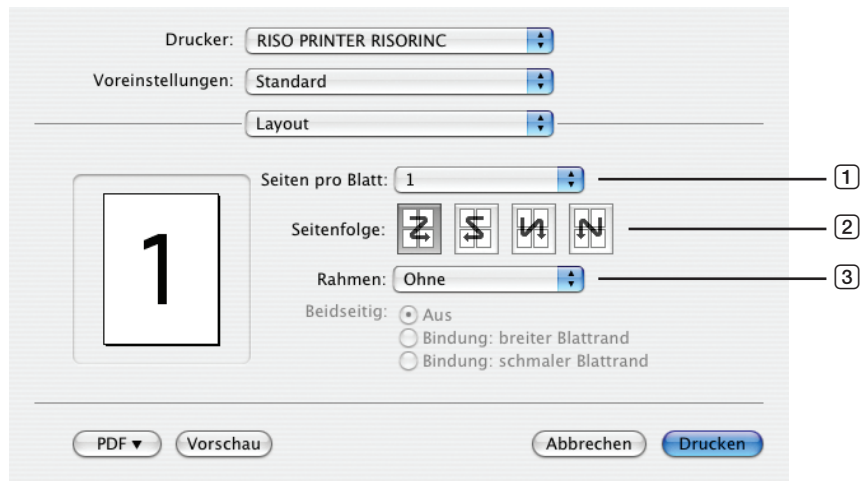 Drucker: RISO PRINTER RISORINC
Voreinstellungen: Standard
Layout
Seiten pro Blatt: 1
1
Seitenfolge:
2
Rahmen: Ohne
3
1
Beidseitig: Aus
Bindung: breiter Blattrand
Bindung: schmaler Blattrand
PDF ▼ Vorschau Abbrechen Drucken